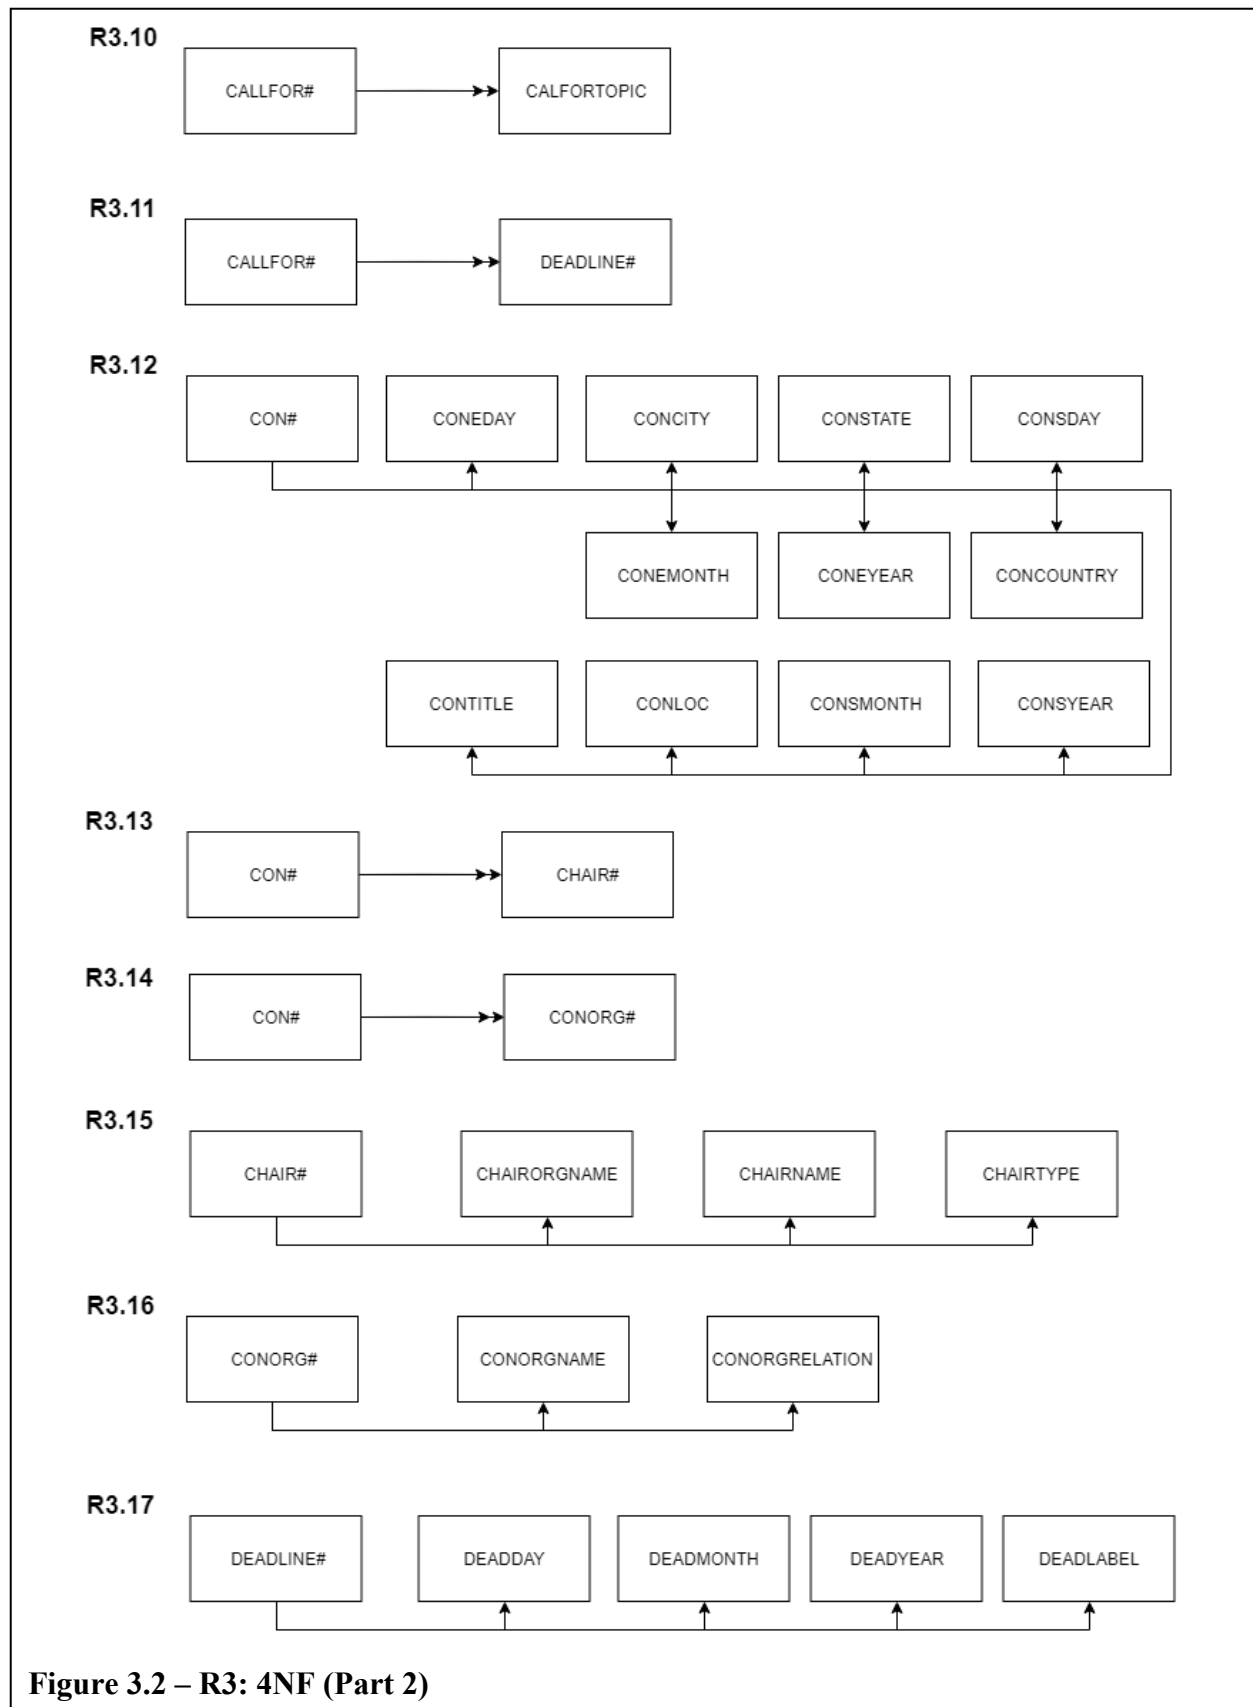 R3.10
CALLFOR# CALFORTOPIC
R3.11
CALLFOR# DEADLINE#
R3.12
CON# CONEDAY CONCITY CONSTATE CONSDAY
CONEMONTH CONEYEAR CONCOUNTRY
CONTITLE CONLOC CONSMONTH CONSYEAR
R3.13
CON# CHAIR#
R3.14
CON# CONORG#
R3.15
CHAIR# CHAIRORGNAME CHAIRNAME CHAIRTYPE
R3.16
CONORG# CONORGNAME CONORGRELATION
R3.17
DEADLINE# DEADDAY DEADMONTH DEADYEAR DEADLABEL
Figure 3.2 – R3: 4NF (Part 2)